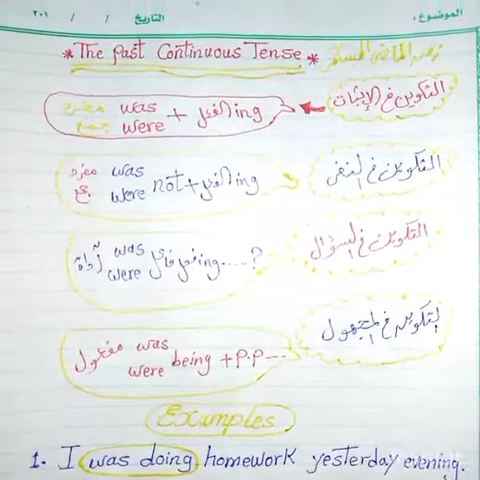 الموضوع: التاريخ / / ٢٠١
* The Past Continuous Tense * زمن الماضي المستمر
التكوين في الإثبات
مفرد was
جمع were + الفعل ing
التكوين في النفي
مفرد was
جمع were not + الفعل ing
التكوين في السؤال
أداة was
were فاعل فعل ing ....?
التكوين في المجهول
مفعول was
were being + P.P ---
Examples
1. I was doing homework yesterday evening.